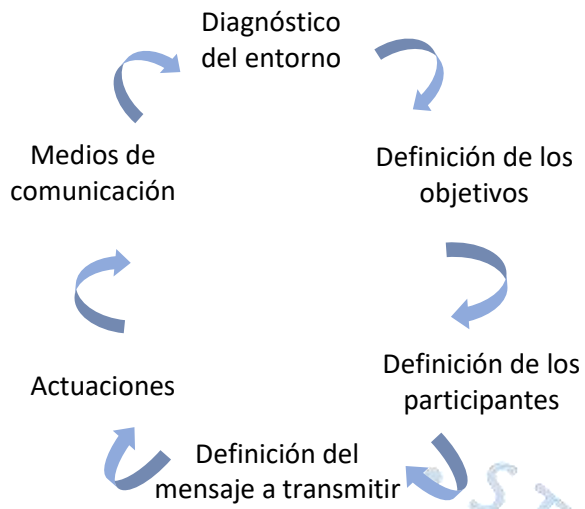 Diagnóstico
del entorno
Definición de los
objetivos
Definición de los
participantes
Definición del
mensaje a transmitir
Actuaciones
Medios de
comunicación